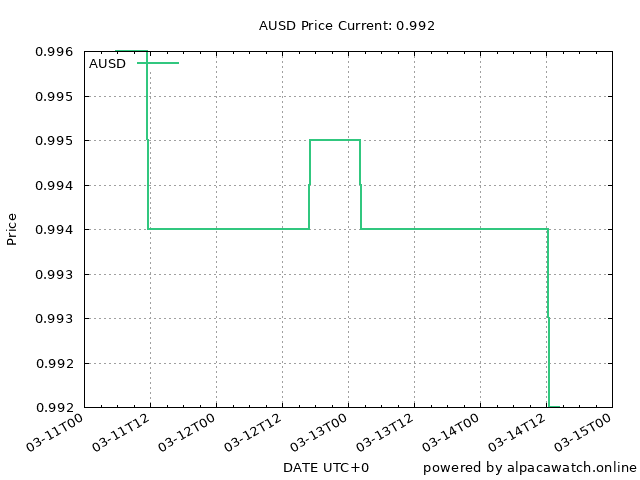 AUSD Price Current: 0.992
0.996
AUSD
0.995
0.995
0.994
0.994
Price
0.993
0.993
0.992
0.992
03-11T00
03-11T12
03-12T00
03-12T12
03-13T00
03-13T12
03-14T00
03-14T12
03-15T00
DATE UTC+0
powered by alpacawatch.online